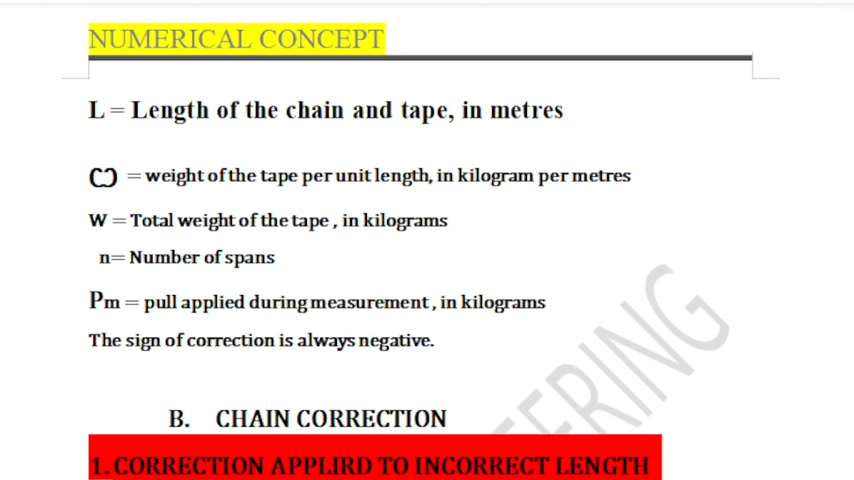 NUMERICAL CONCEPT
L = Length of the chain and tape, in metres
ω = weight of the tape per unit length, in kilogram per metres
W = Total weight of the tape , in kilograms
n= Number of spans
Pm = pull applied during measurement , in kilograms
The sign of correction is always negative.
B. CHAIN CORRECTION
1. CORRECTION APPLIRD TO INCORRECT LENGTH
ERING